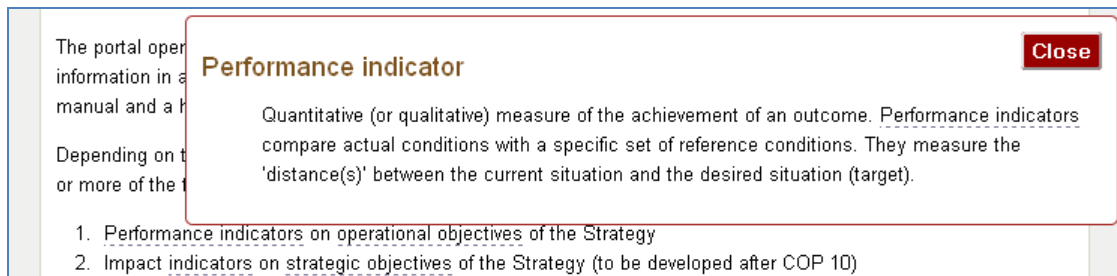 The portal oper
information in a
manual and a h
Depending on t
or more of the t
Close
Performance indicator
Quantitative (or qualitative) measure of the achievement of an outcome. Performance indicators
compare actual conditions with a specific set of reference conditions. They measure the
'distance(s)' between the current situation and the desired situation (target).
1. Performance indicators on operational objectives of the Strategy
2. Impact indicators on strategic objectives of the Strategy (to be developed after COP 10)